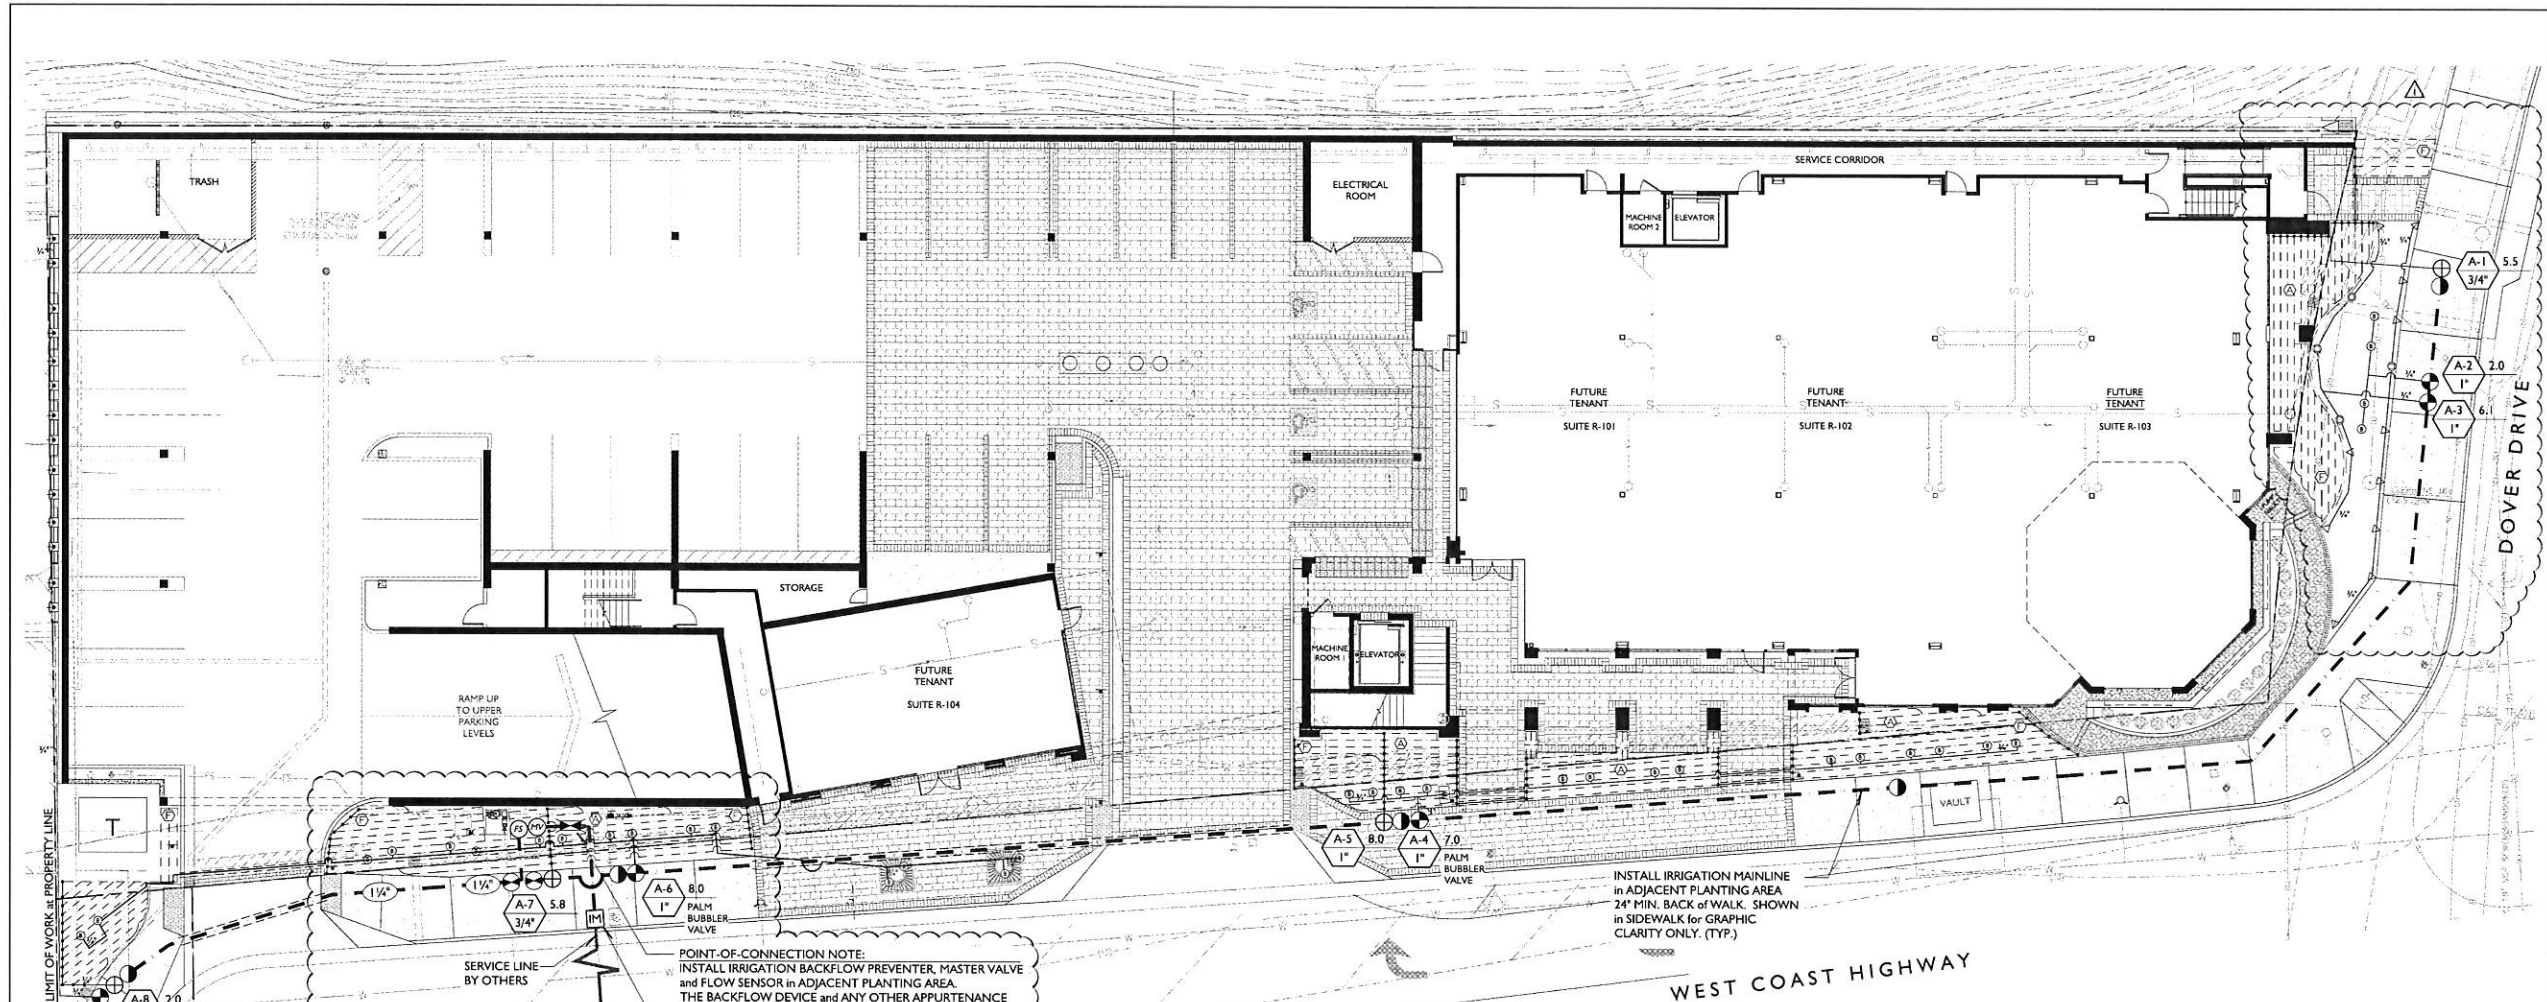 TRASH
ELECTRICAL
ROOM
SERVICE CORRIDOR
MACHINE
ROOM 2
ELEVATOR
1
A-1 5.5
3/4"
A-2 2.0
1"
A-3 6.1
1"
DOVER DRIVE
FUTURE
TENANT
SUITE R-101
FUTURE
TENANT
SUITE R-102
FUTURE
TENANT
SUITE R-103
STORAGE
FUTURE
TENANT
SUITE R-104
RAMP UP
TO UPPER
PARKING
LEVELS
MACHINE
ROOM 1
ELEVATOR
VAULT
T
LIMIT OF WORK at PROPERTY LINE
FS
MV
1¼"
1¼"
A-7 5.8
3/4"
IM
A-6 8.0
1"
PALM
BUBBLER
VALVE
A-5 8.0
1"
A-4 7.0
1"
PALM
BUBBLER
VALVE
INSTALL IRRIGATION MAINLINE
in ADJACENT PLANTING AREA
24" MIN. BACK of WALK. SHOWN
in SIDEWALK for GRAPHIC
CLARITY ONLY. (TYP.)
WEST COAST HIGHWAY
SERVICE LINE
BY OTHERS
POINT-OF-CONNECTION NOTE:
INSTALL IRRIGATION BACKFLOW PREVENTER, MASTER VALVE
and FLOW SENSOR in ADJACENT PLANTING AREA.
THE BACKFLOW DEVICE and ANY OTHER APPURTENANCE
A-8 2.0